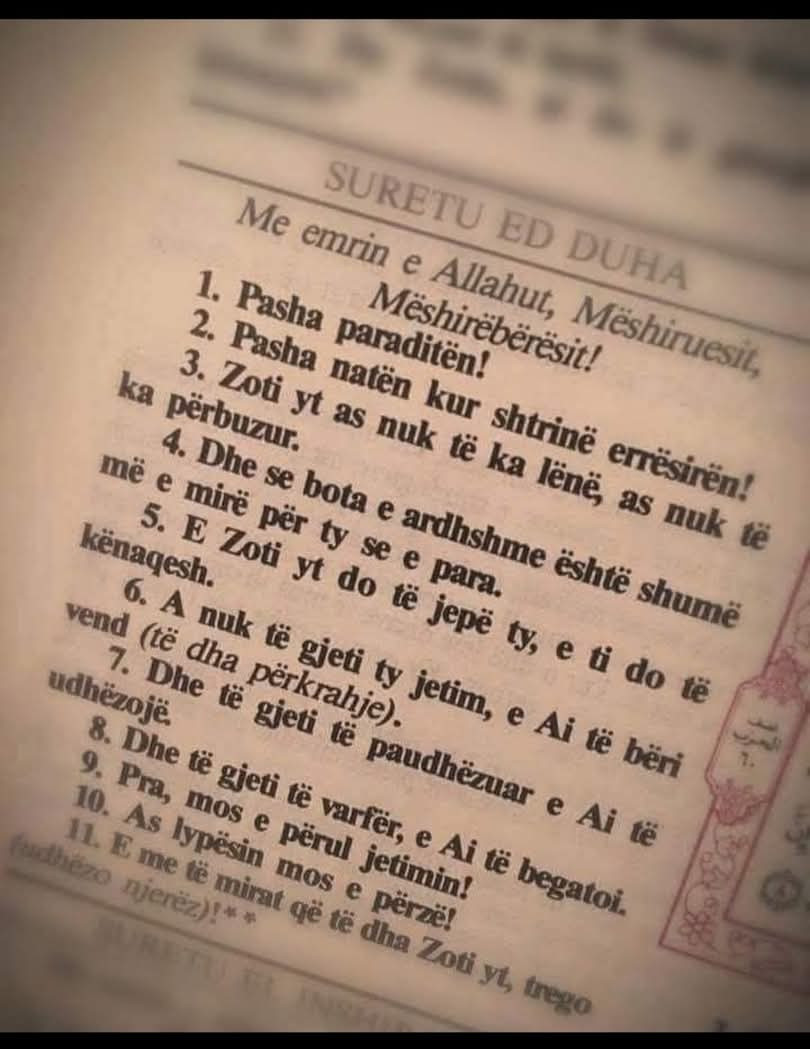 SURETU ED DUHA
Me emrin e Allahut, Mëshiruesit,
Mëshirëbërësit!
1. Pasha paraditën!
2. Pasha natën kur shtrinë errësirën!
3. Zoti yt as nuk të ka lënë, as nuk të
ka përbuzur.
4. Dhe se bota e ardhshme është shumë
më e mirë për ty se e para.
5. E Zoti yt do të jepë ty, e ti do të
kënaqesh.
6. A nuk të gjeti ty jetim, e Ai të bëri
vend (të dha përkrahje).
7. Dhe të gjeti të paudhëzuar e Ai të
udhëzojë.
8. Dhe të gjeti të varfër, e Ai të begatoi.
9. Pra, mos e përul jetimin!
10. As lypësin mos e përzë!
11. E me të mirat që të dha Zoti yt, trego
(udhëzo njerëz)!**
SURETU EL INSHIR